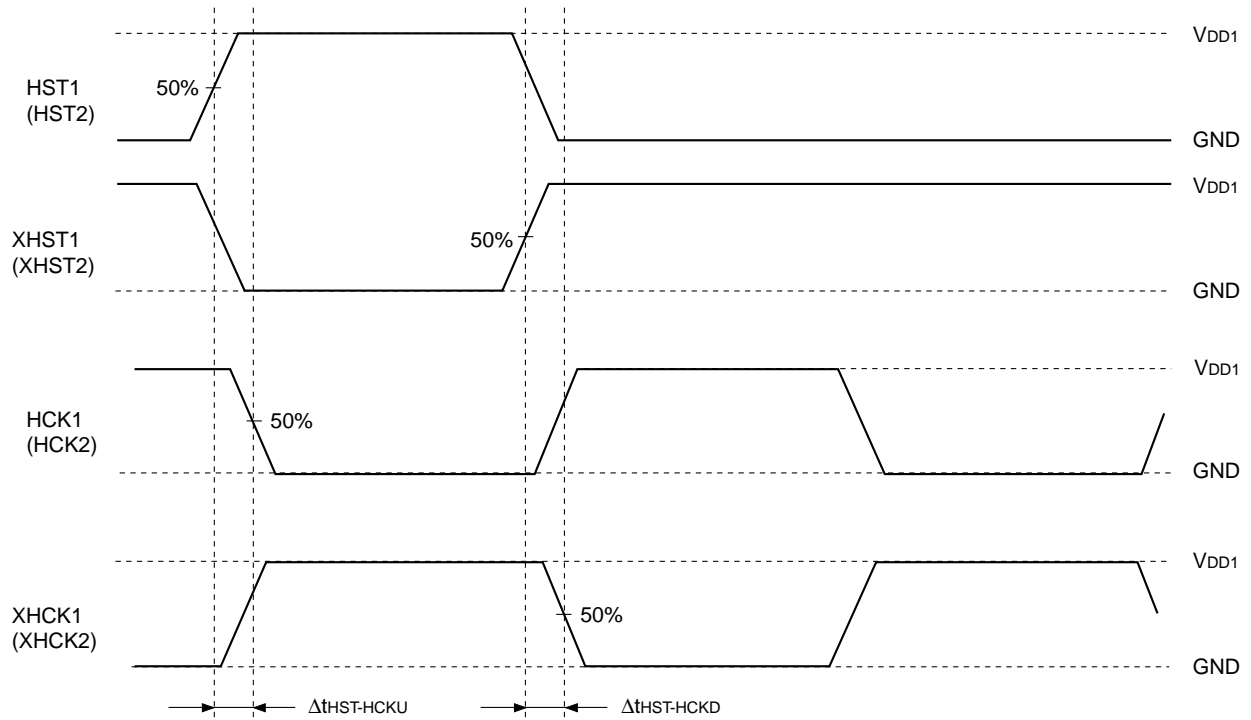 VDD1
HST1
(HST2)
50%
GND
VDD1
XHST1
(XHST2)
50%
GND
VDD1
HCK1
(HCK2)
50%
GND
VDD1
XHCK1
(XHCK2)
50%
GND
ΔtHST-HCKU
ΔtHST-HCKD